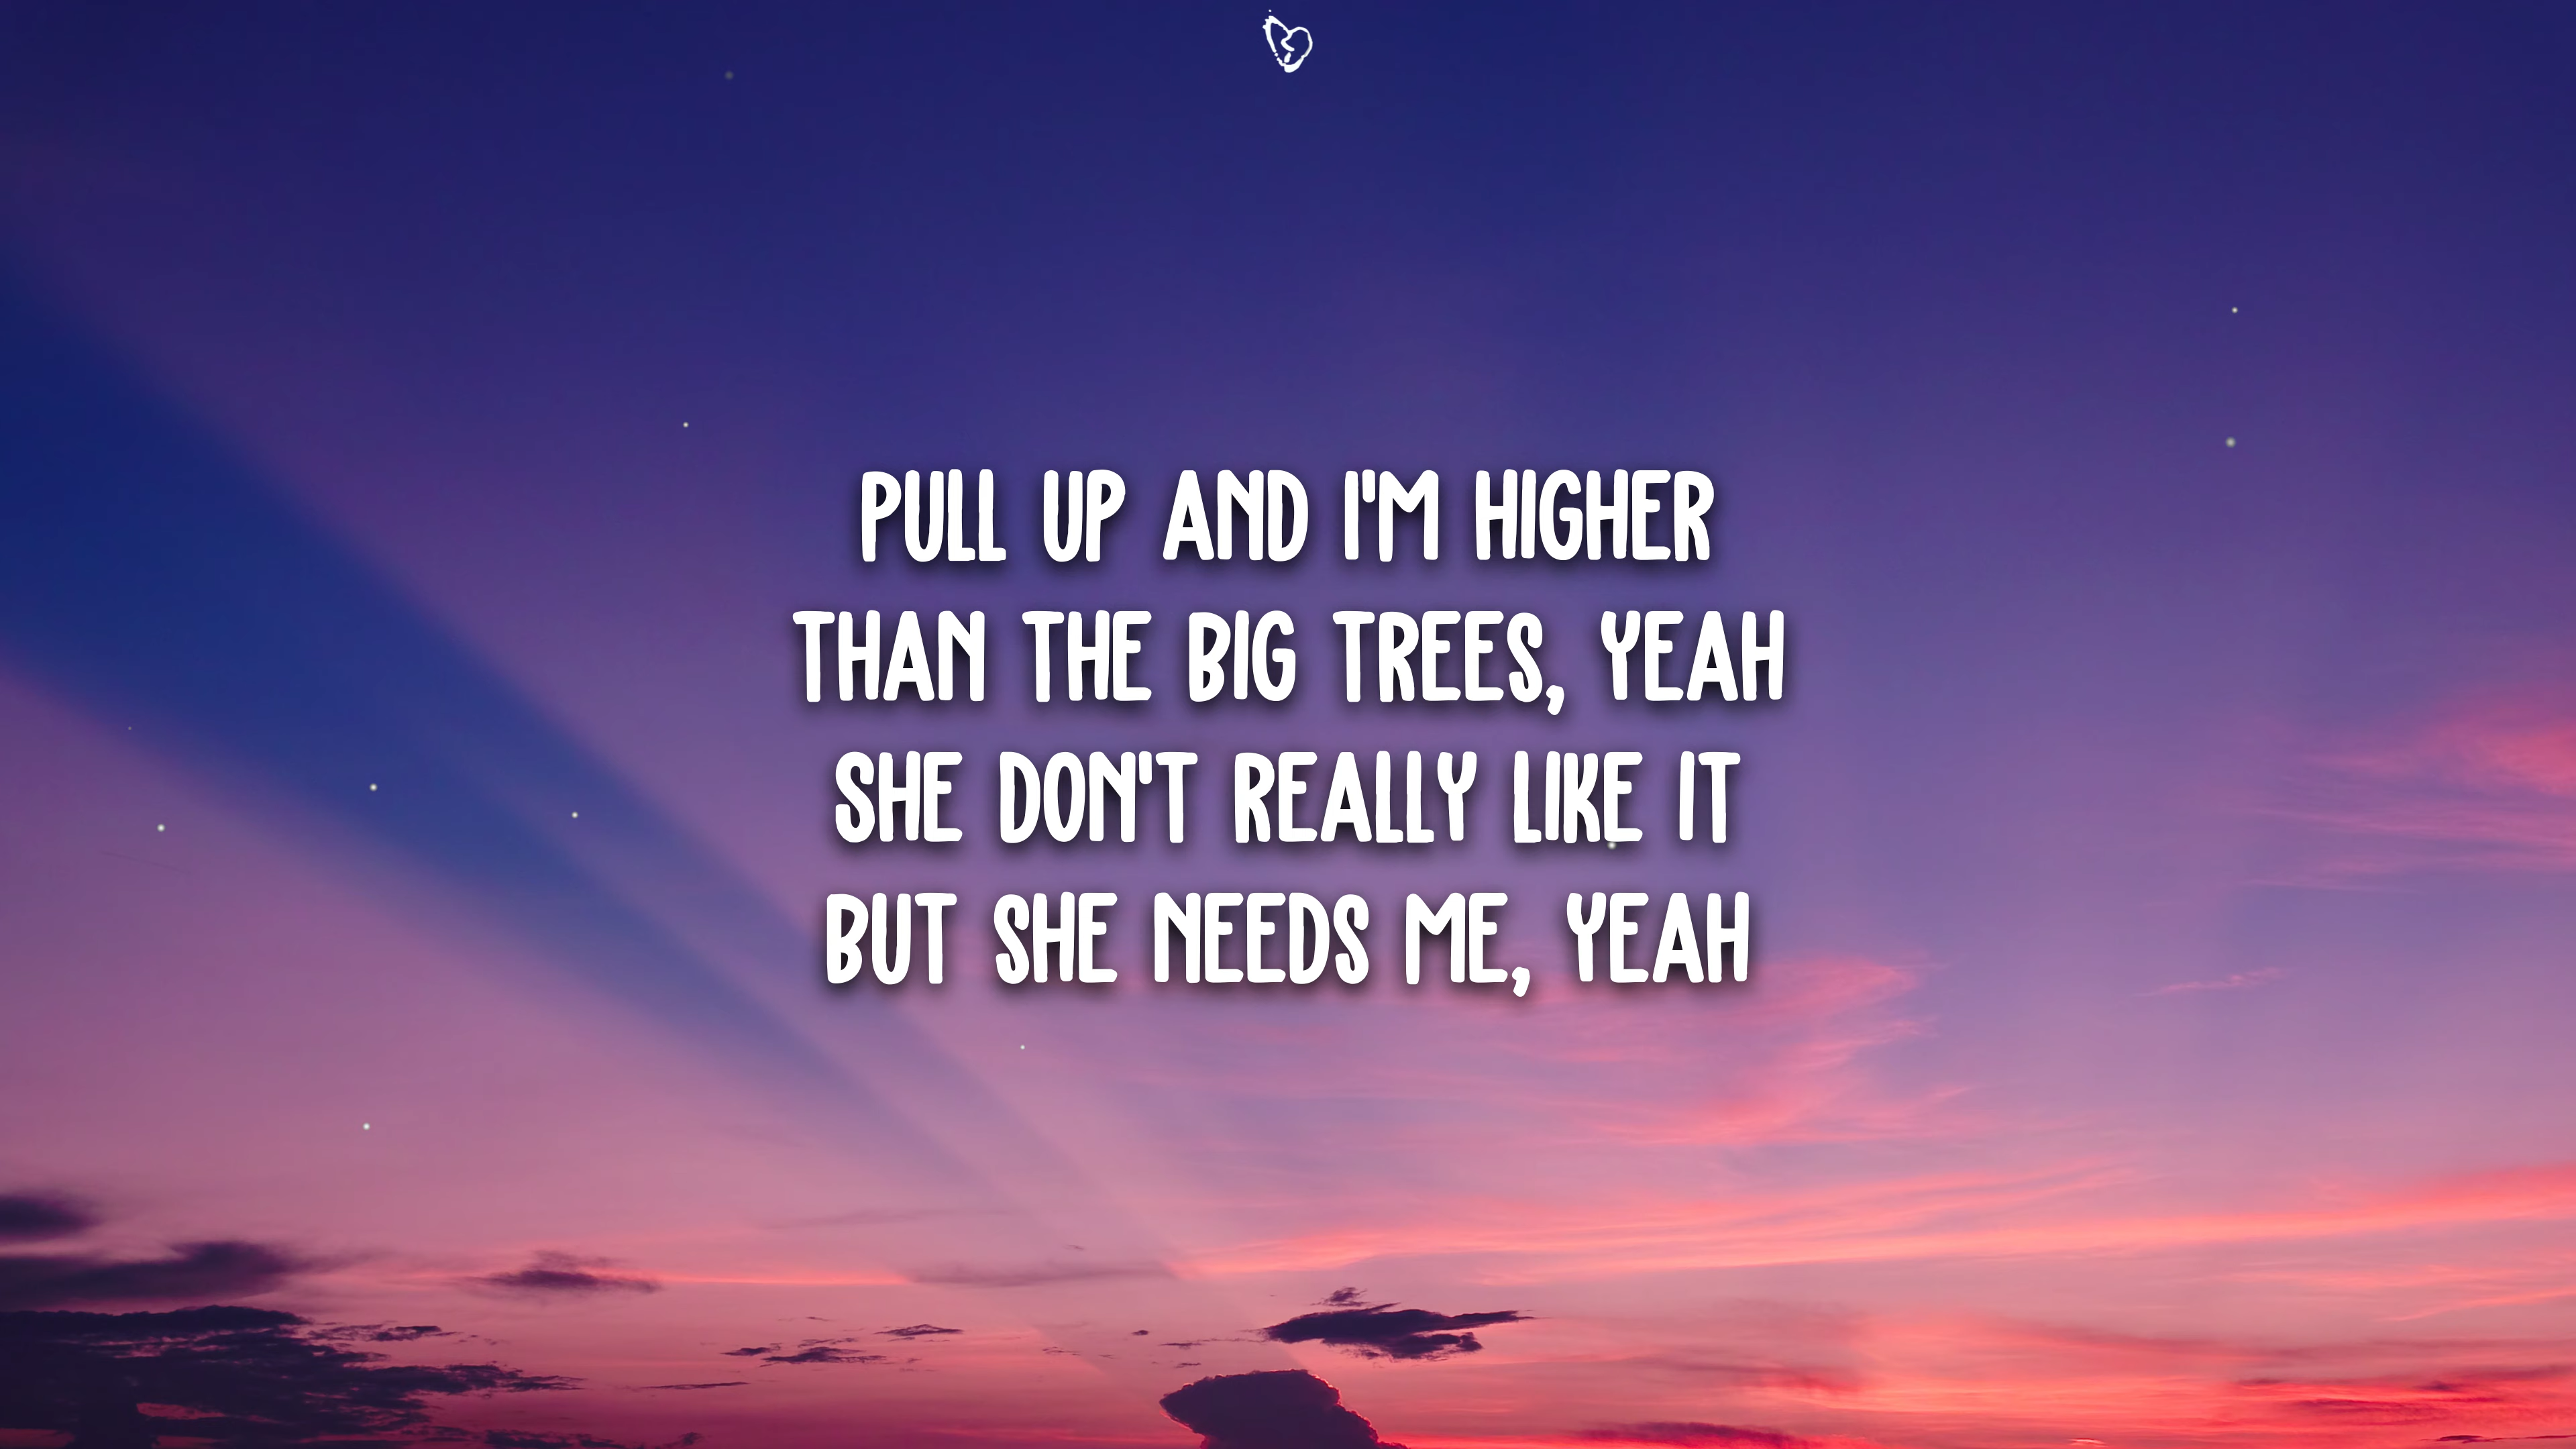 PULL UP AND I'M HIGHER
THAN THE BIG TREES, YEAH
SHE DON'T REALLY LIKE IT
BUT SHE NEEDS ME, YEAH